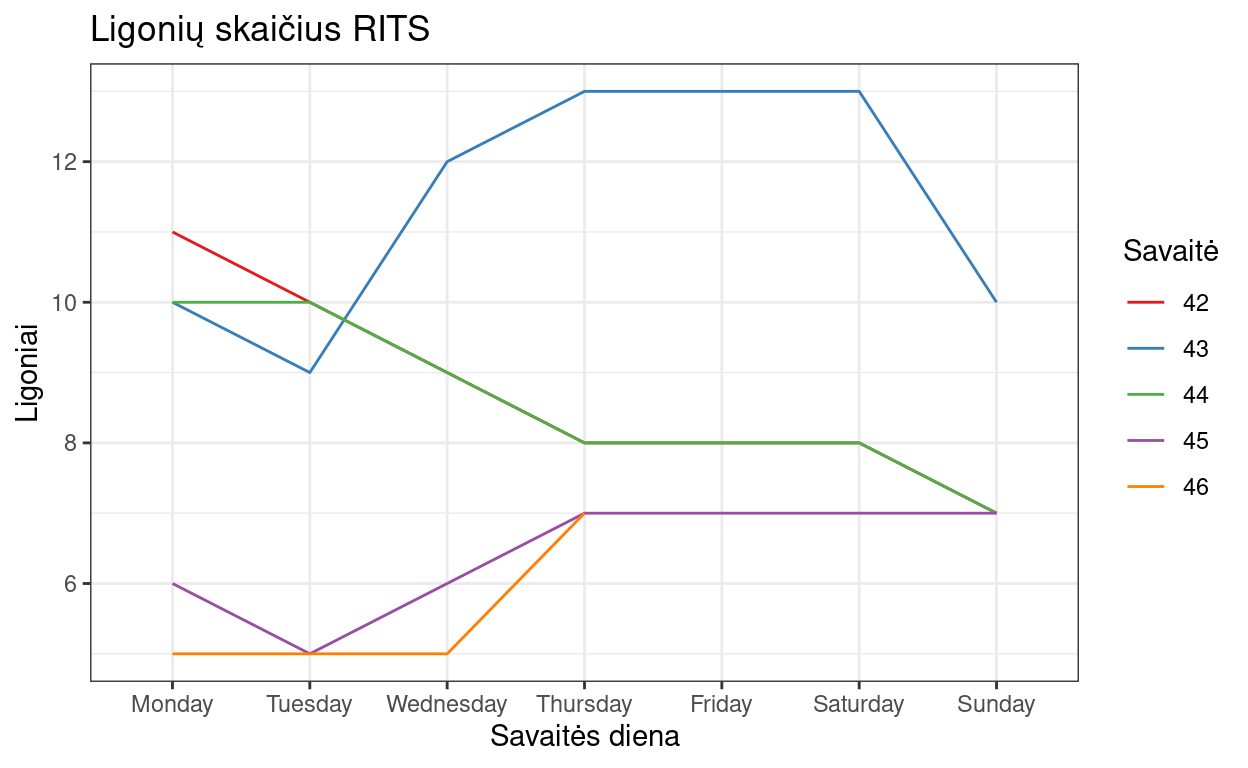 Ligonių skaičius RITS
Ligoniai
12
10
8
6
Monday Tuesday Wednesday Thursday Friday Saturday Sunday
Savaitės diena
Savaitė
42
43
44
45
46